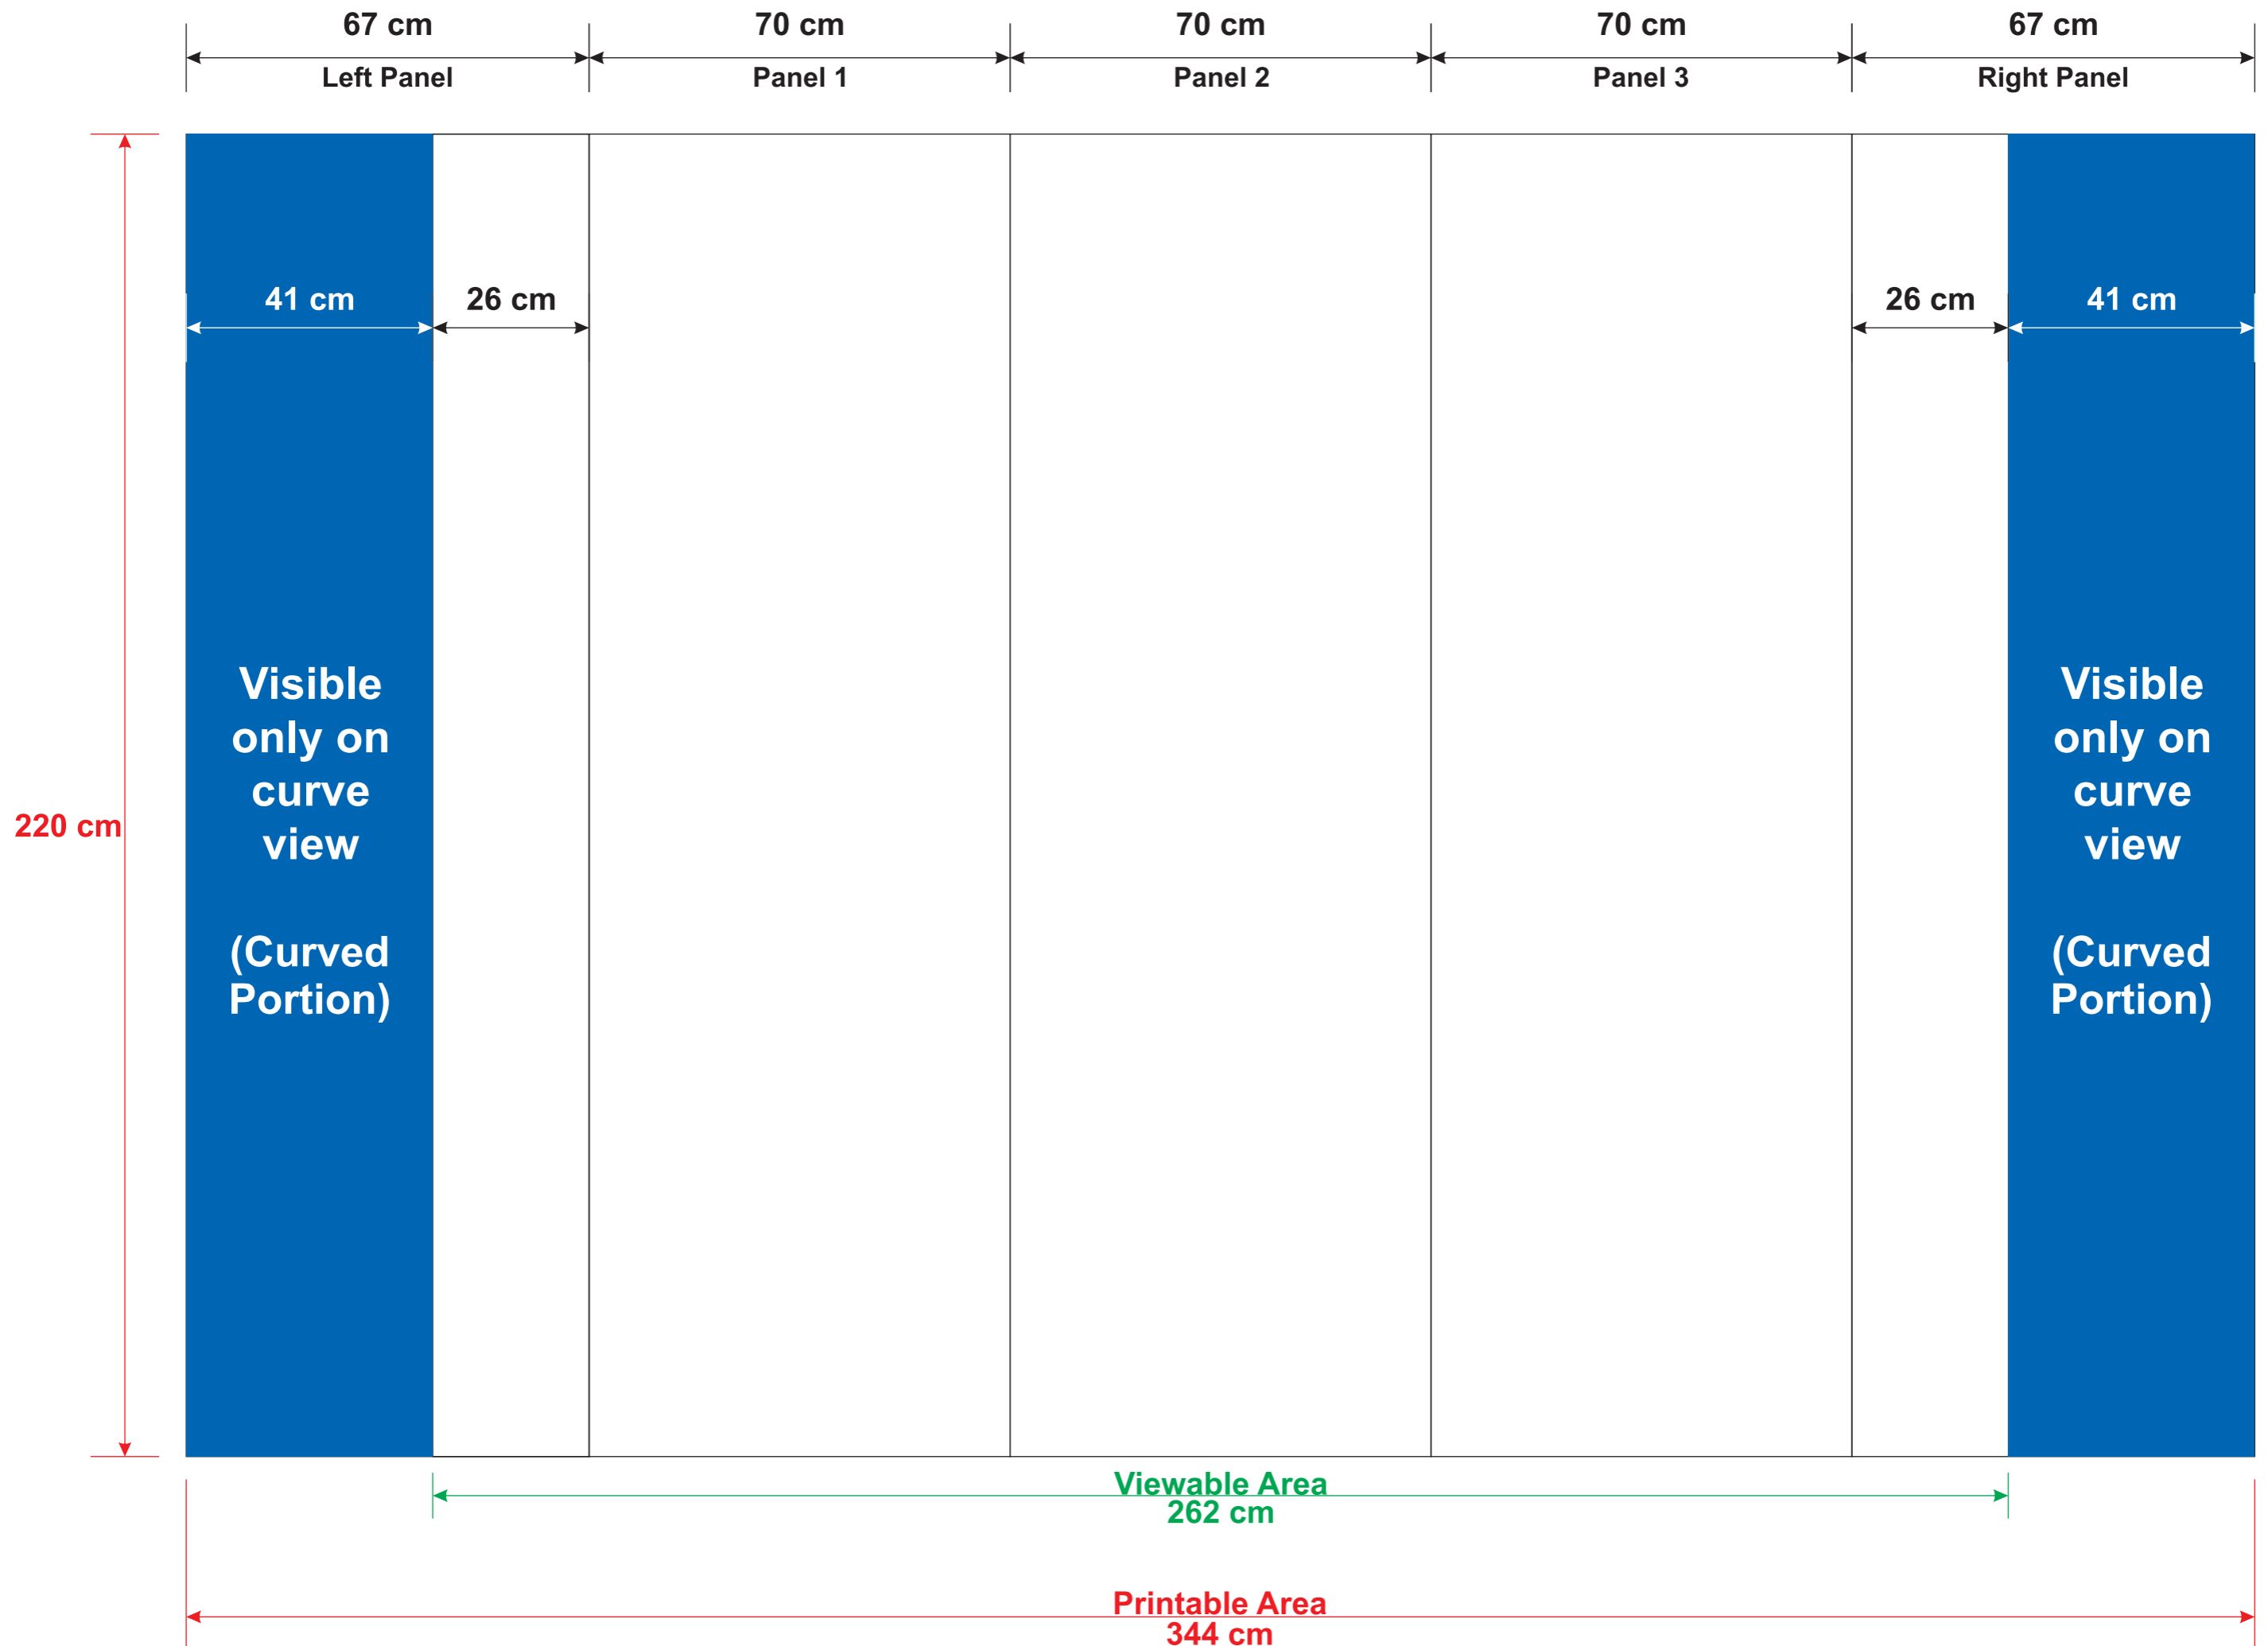 67 cm
70 cm
70 cm
70 cm
67 cm
Left Panel
Panel 1
Panel 2
Panel 3
Right Panel
41 cm
26 cm
26 cm
41 cm
Visible
only on
curve
view
(Curved
Portion)
Visible
only on
curve
view
(Curved
Portion)
220 cm
Viewable Area
262 cm
Printable Area
344 cm